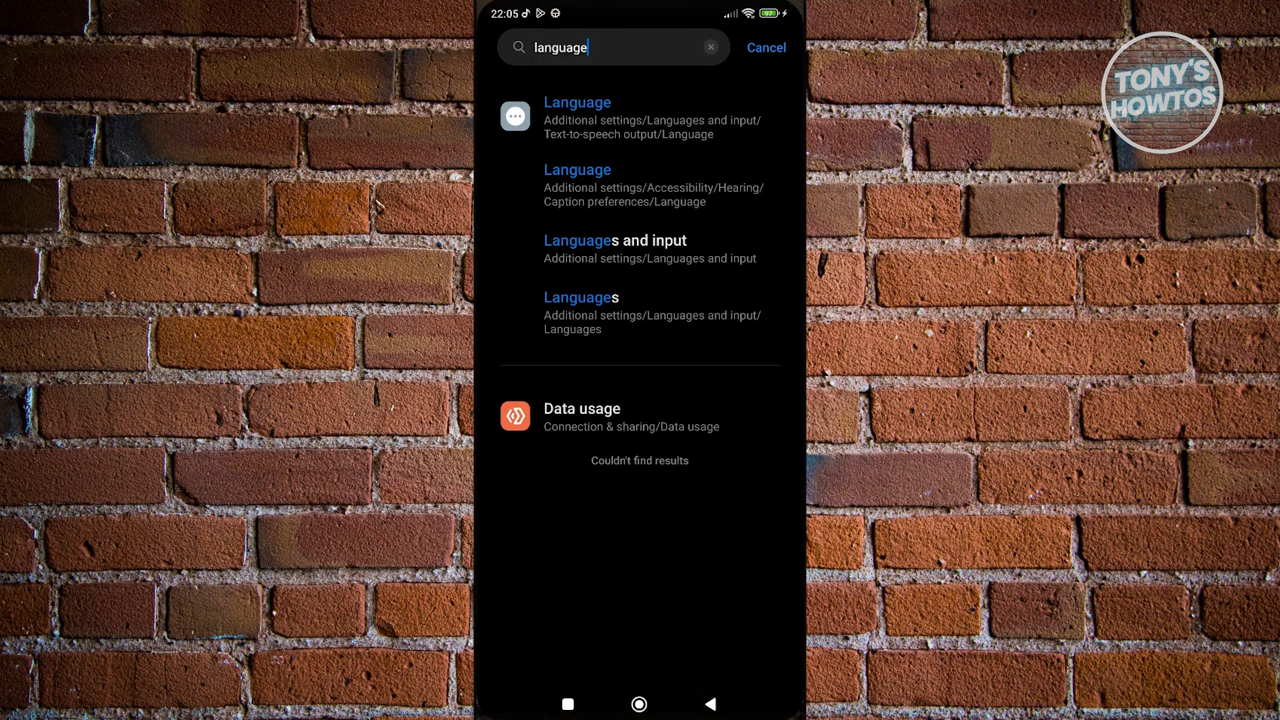 22:05
97
language
Cancel
TONY'S
HOWTOS
Language
Additional settings/Languages and input/
Text-to-speech output/Language
Language
Additional settings/Accessibility/Hearing/
Caption preferences/Language
Languages and input
Additional settings/Languages and input
Languages
Additional settings/Languages and input/
Languages
Data usage
Connection & sharing/Data usage
Couldn't find results